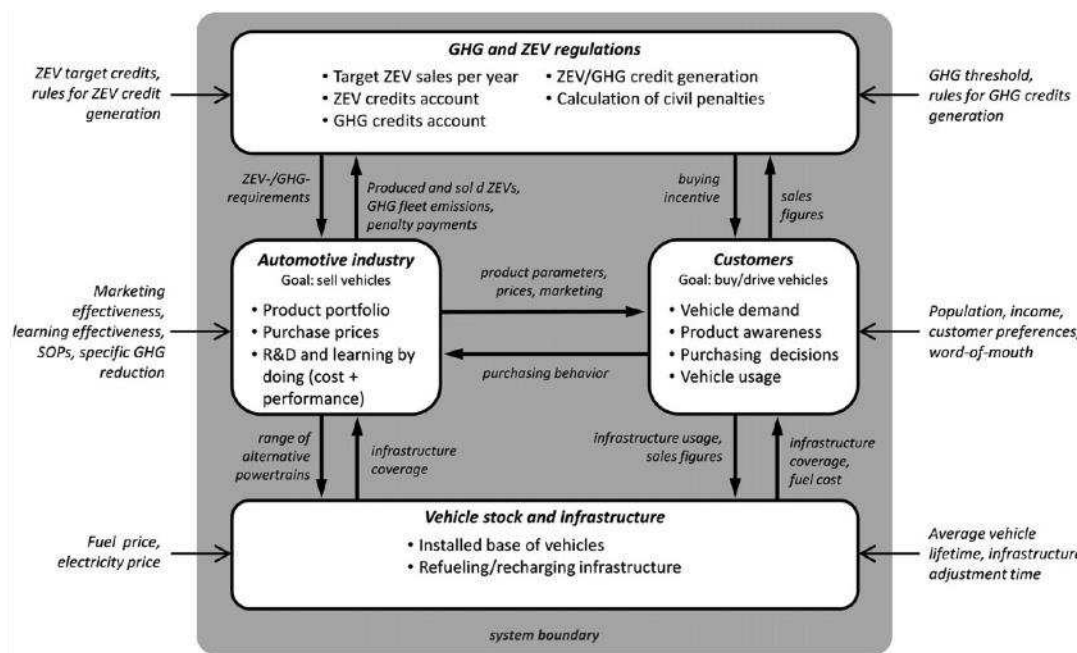 GHG and ZEV regulations
• Target ZEV sales per year
• ZEV credits account
• GHG credits account
• ZEV/GHG credit generation
• Calculation of civil penalties
ZEV target credits,
rules for ZEV credit
generation
GHG threshold,
rules for GHG credits
generation
ZEV-/GHG-
requirements
Produced and sol d ZEVs,
GHG fleet emissions,
penalty payments
buying
incentive
sales
figures
Automotive industry
Goal: sell vehicles
• Product portfolio
• Purchase prices
• R&D and learning by
doing (cost +
performance)
product parameters,
prices, marketing
purchasing behavior
Customers
Goal: buy/drive vehicles
• Vehicle demand
• Product awareness
• Purchasing decisions
• Vehicle usage
Marketing
effectiveness,
learning effectiveness,
SOPs, specific GHG
reduction
Population, income,
customer preferences,
word-of-mouth
range of
alternative
powertrains
infrastructure
coverage
infrastructure usage,
sales figures
infrastructure
coverage,
fuel cost
Vehicle stock and infrastructure
• Installed base of vehicles
• Refueling/recharging infrastructure
Fuel price,
electricity price
Average vehicle
lifetime, infrastructure
adjustment time
system boundary